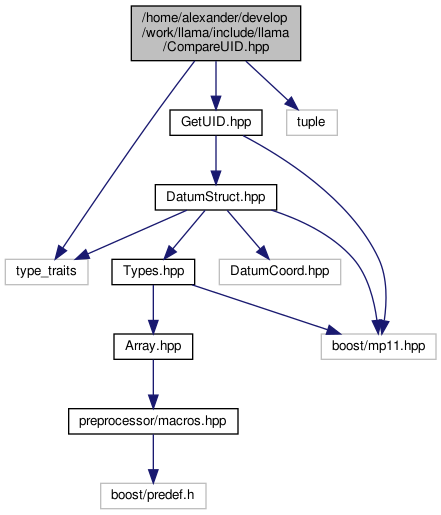 /home/alexander/develop
/work/llama/include/llama
/CompareUID.hpp
GetUID.hpp
tuple
DatumStruct.hpp
type_traits
Types.hpp
DatumCoord.hpp
Array.hpp
boost/mp11.hpp
preprocessor/macros.hpp
boost/predef.h